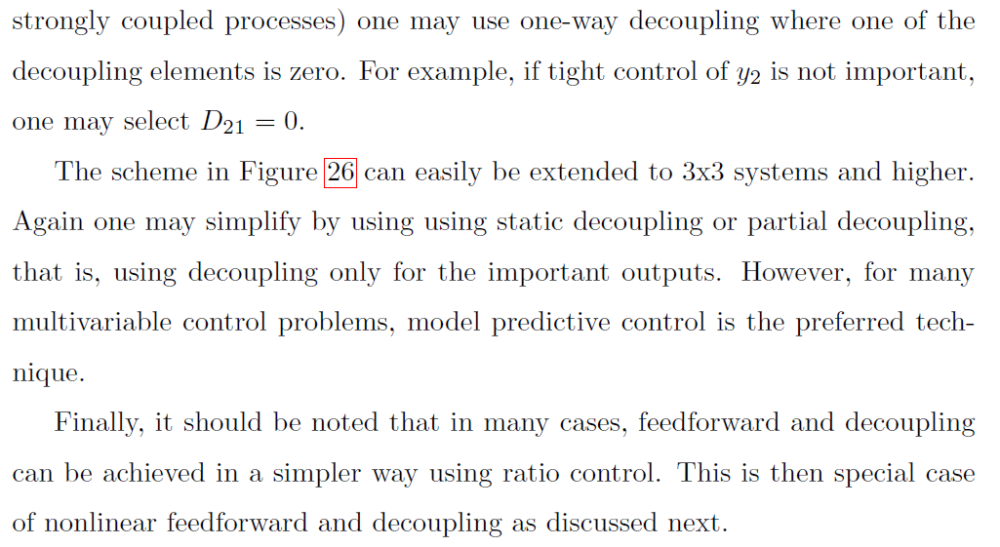 strongly coupled processes) one may use one-way decoupling where one of the
decoupling elements is zero. For example, if tight control of y₂ is not important,
one may select D₂₁ = 0.
The scheme in Figure 26 can easily be extended to 3x3 systems and higher.
Again one may simplify by using using static decoupling or partial decoupling,
that is, using decoupling only for the important outputs. However, for many
multivariable control problems, model predictive control is the preferred tech-
nique.
Finally, it should be noted that in many cases, feedforward and decoupling
can be achieved in a simpler way using ratio control. This is then special case
of nonlinear feedforward and decoupling as discussed next.